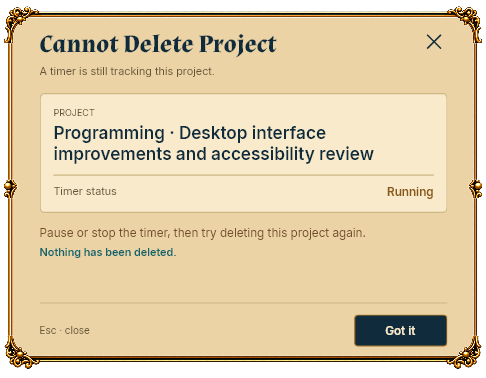 Cannot Delete Project
A timer is still tracking this project.
PROJECT
Programming · Desktop interface
improvements and accessibility review
Timer status
Running
Pause or stop the timer, then try deleting this project again.
Nothing has been deleted.
Esc · close
Got it